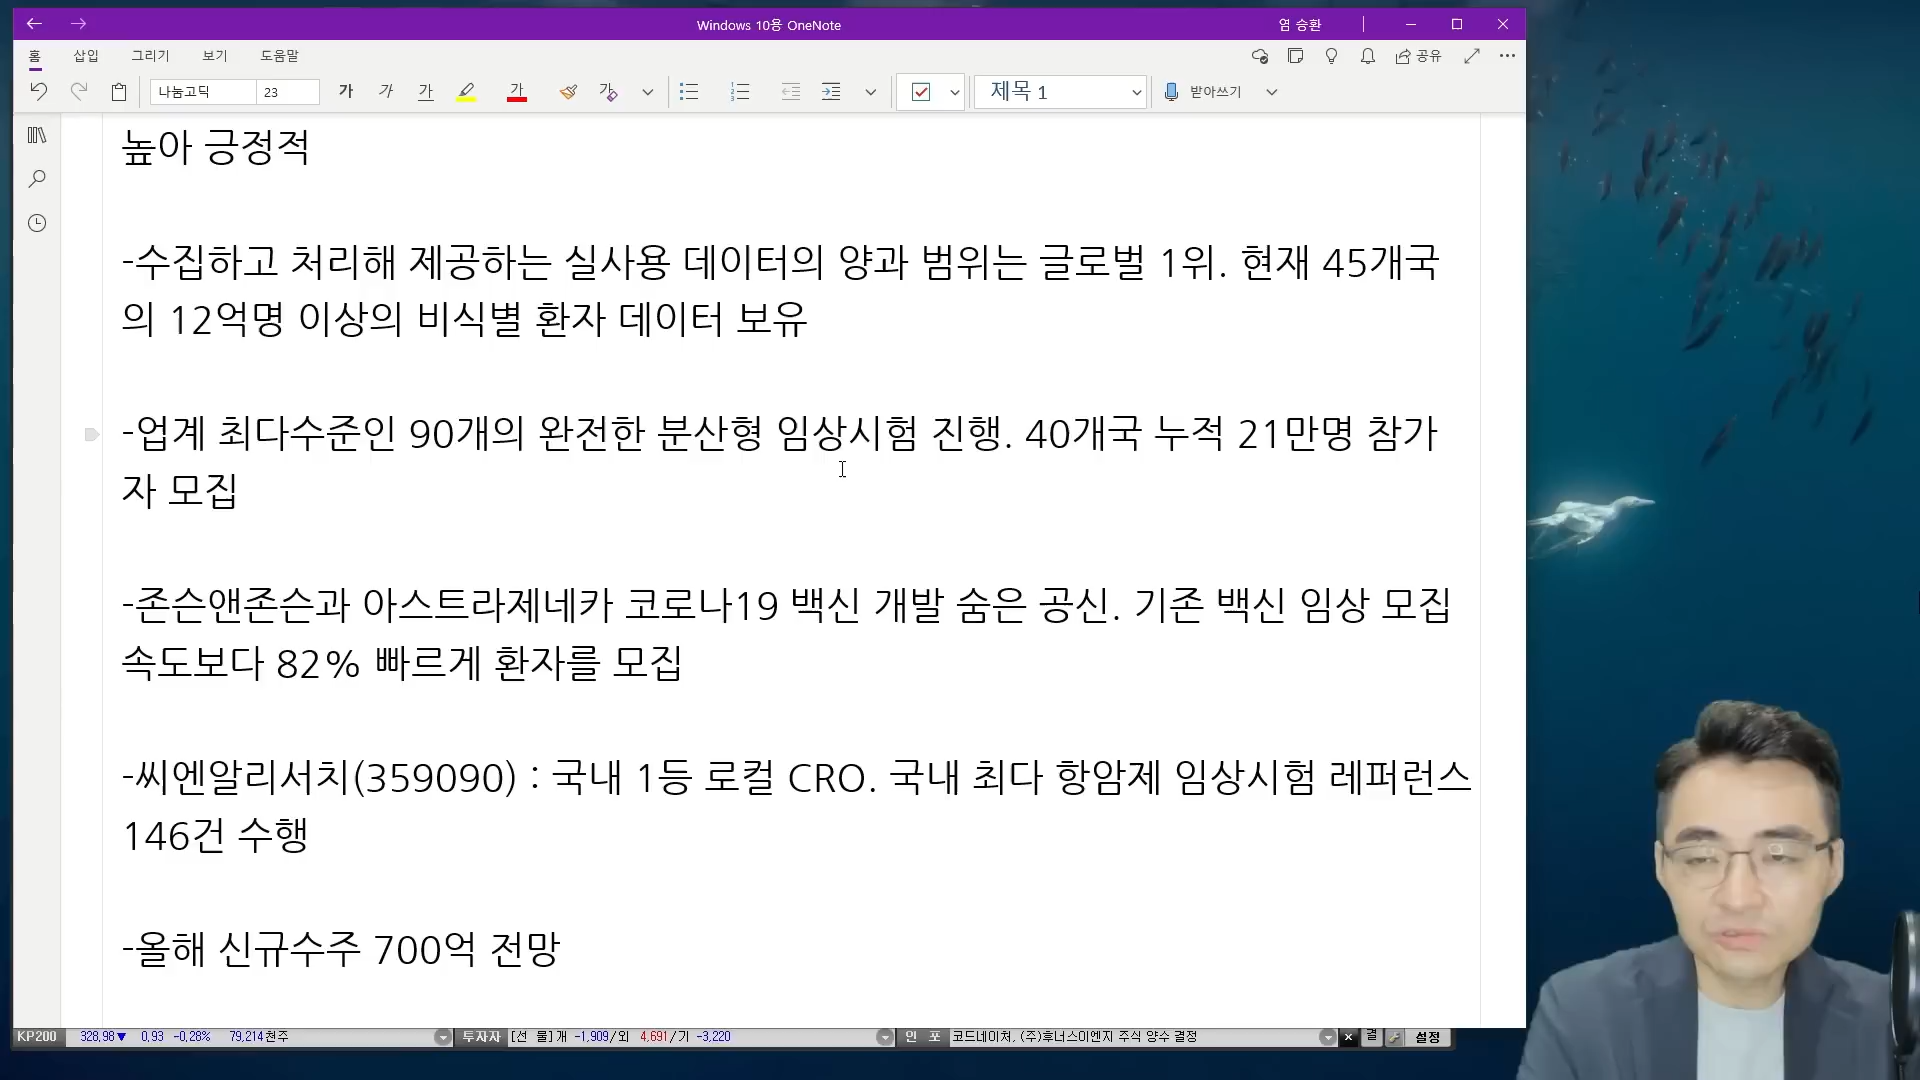 Windows 10용 OneNote
염 승환
홈 삽입 그리기 보기 도움말
공유
나눔고딕 23 가 가 가 가 가 제목 1 받아쓰기
높아 긍정적
-수집하고 처리해 제공하는 실사용 데이터의 양과 범위는 글로벌 1위. 현재 45개국
의 12억명 이상의 비식별 환자 데이터 보유
-업계 최다수준인 90개의 완전한 분산형 임상시험 진행. 40개국 누적 21만명 참가
자 모집
-존슨앤존슨과 아스트라제네카 코로나19 백신 개발 숨은 공신. 기존 백신 임상 모집
속도보다 82% 빠르게 환자를 모집
-씨엔알리서치(359090) : 국내 1등 로컬 CRO. 국내 최다 항암제 임상시험 레퍼런스
146건 수행
-올해 신규수주 700억 전망
KP200 328,98▼ 0,93 -0,28% 79,214천주 투자자 [선 물]개 -1,909/외 4,691/기 -3,220 인 포 코드네이처, (주)후너스이엔지 주식 양수 결정 결 설정